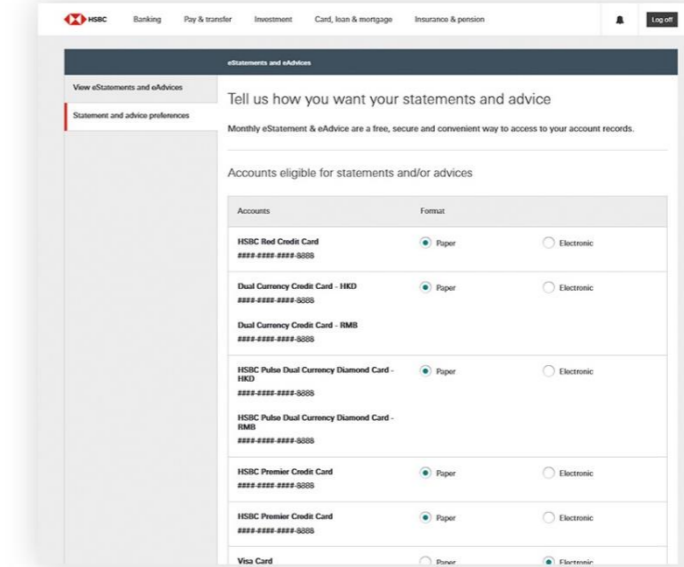 HSBC Banking Pay & transfer Investment Card, loan & mortgage Insurance & pension Log off
eStatements and eAdvices
View eStatements and eAdvices
Statement and advice preferences
Tell us how you want your statements and advice
Monthly eStatement & eAdvice are a free, secure and convenient way to access to your account records.
Accounts eligible for statements and/or advices
Accounts Format
HSBC Red Credit Card Paper Electronic
####-####-####-8888
Dual Currency Credit Card - HKD Paper Electronic
####-####-####-8888
Dual Currency Credit Card - RMB
####-####-####-8888
HSBC Pulse Dual Currency Diamond Card - Paper Electronic
HKD
####-####-####-8888
HSBC Pulse Dual Currency Diamond Card -
RMB
####-####-####-8888
HSBC Premier Credit Card Paper Electronic
####-####-####-8888
HSBC Premier Credit Card Paper Electronic
####-####-####-8888
Visa Card Paper Electronic